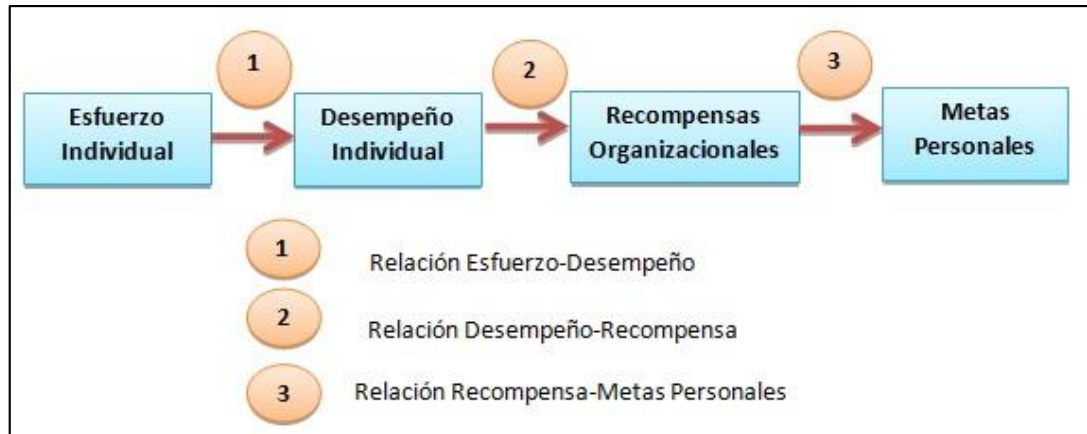 1
2
3
Esfuerzo
Individual
Desempeño
Individual
Recompensas
Organizacionales
Metas
Personales
1
Relación Esfuerzo-Desempeño
2
Relación Desempeño-Recompensa
3
Relación Recompensa-Metas Personales